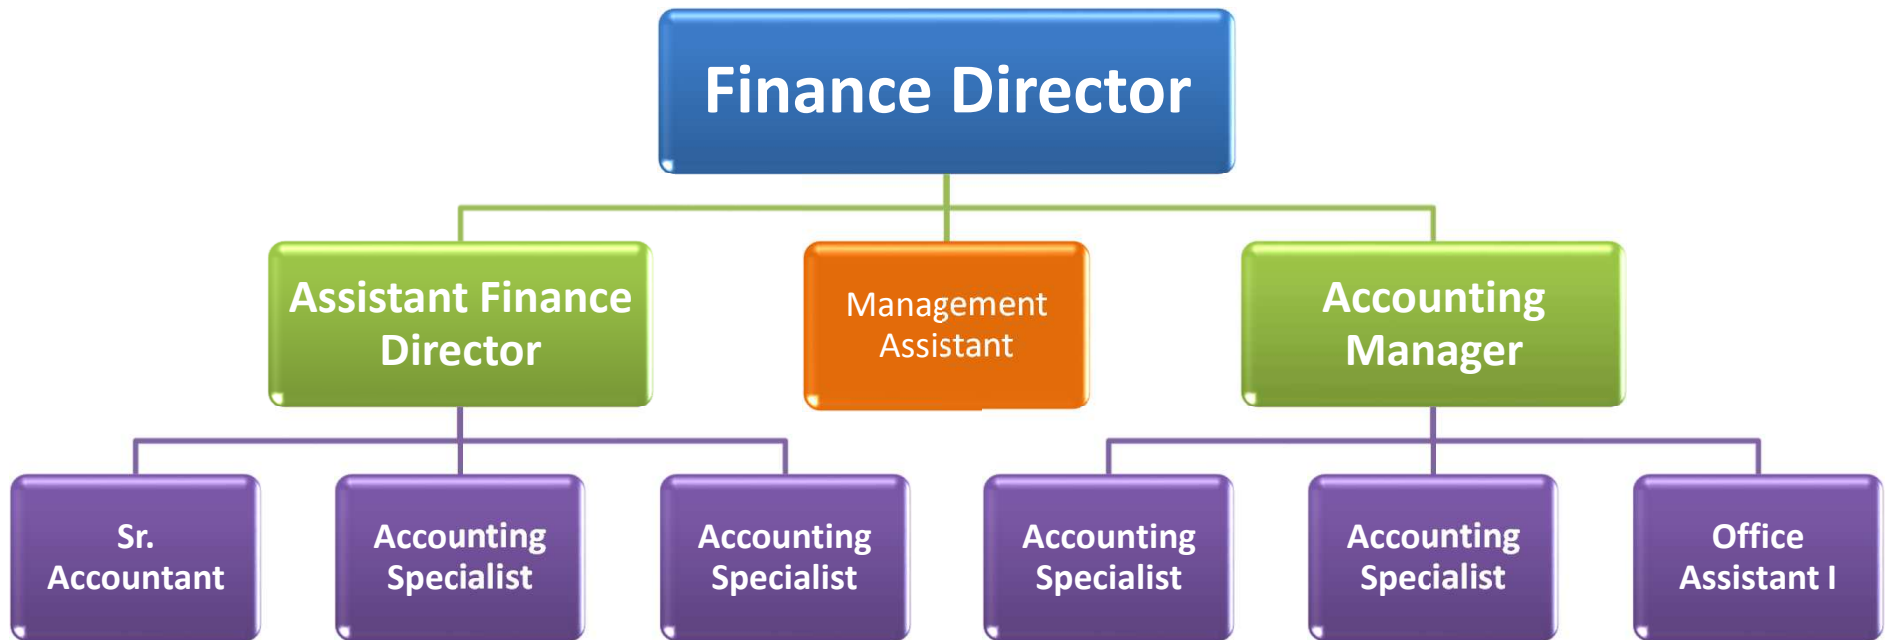 Finance Director
Assistant Finance
Director
Management
Assistant
Accounting
Manager
Sr.
Accountant
Accounting
Specialist
Accounting
Specialist
Accounting
Specialist
Accounting
Specialist
Office
Assistant I